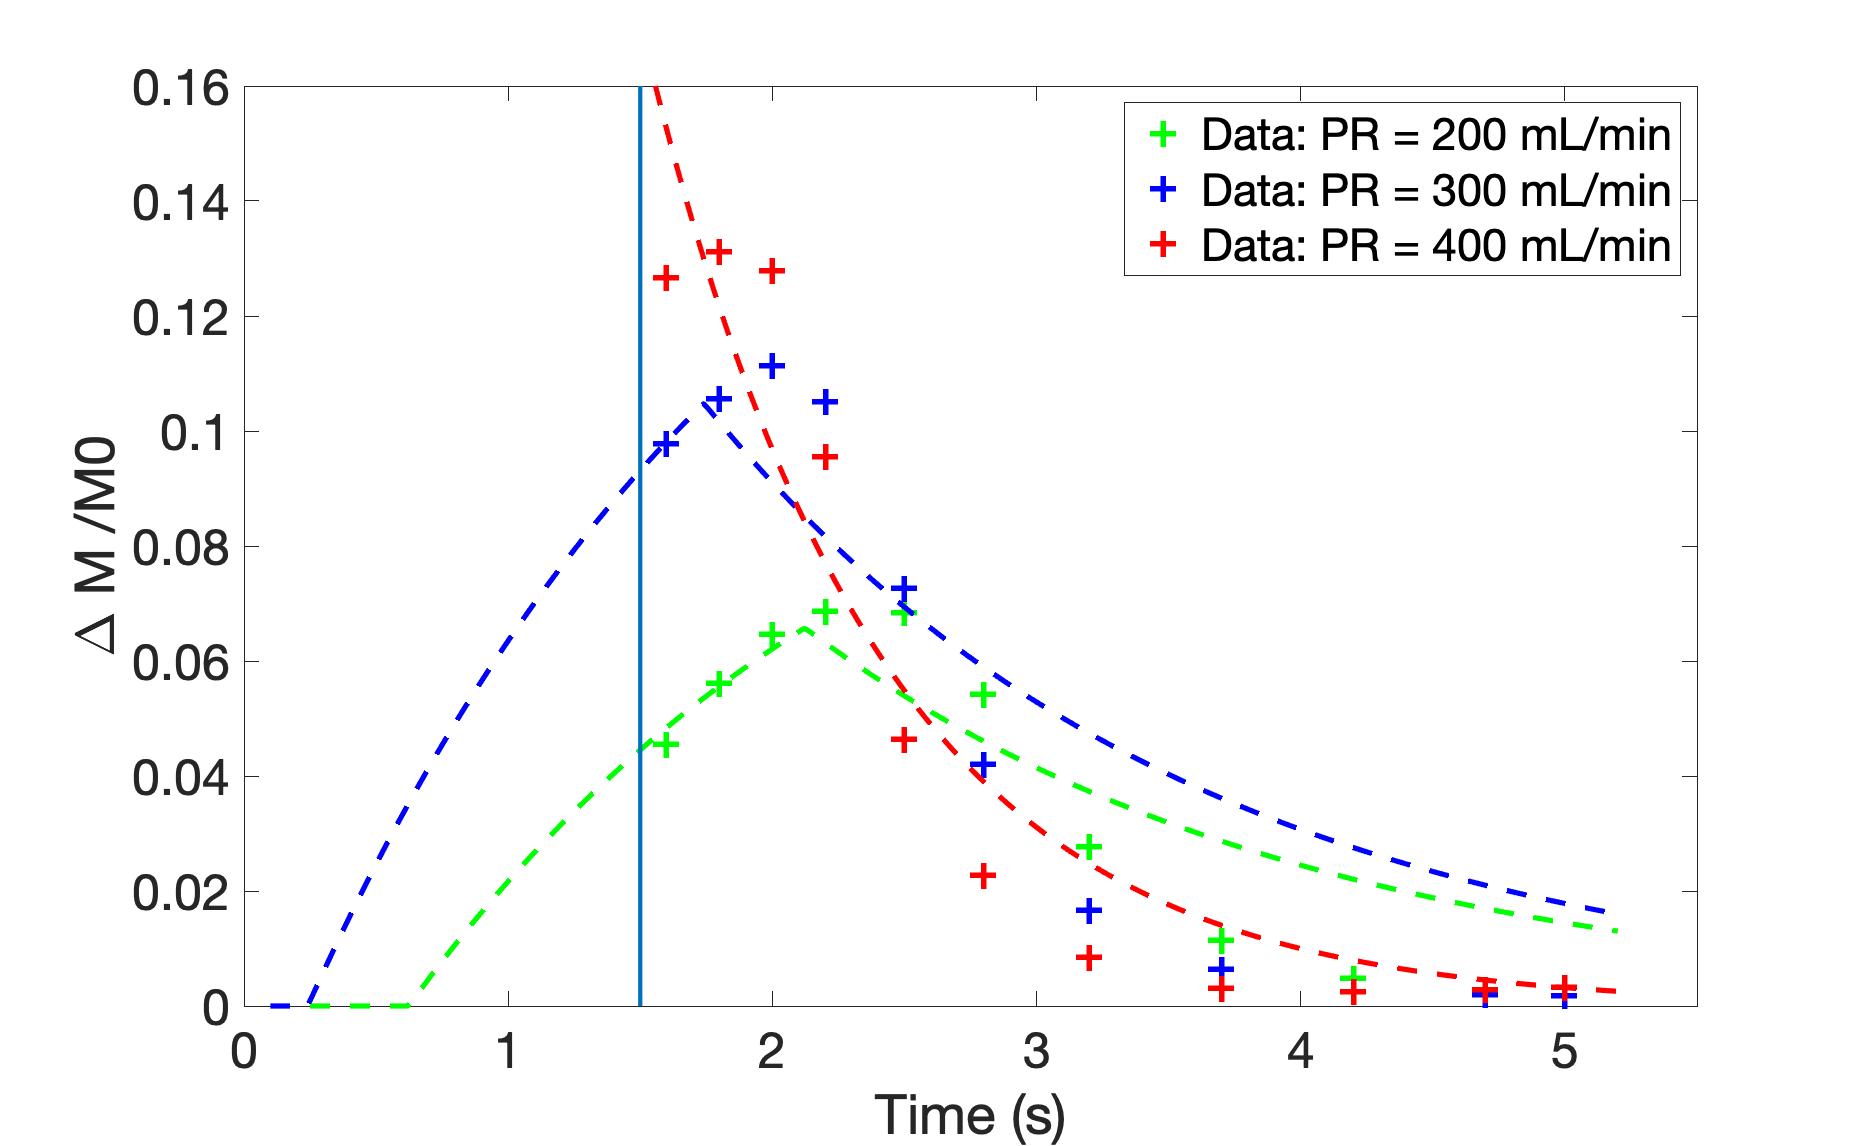 0.16
0.14
0.12
0.1
0.08
0.06
0.04
0.02
0
Δ M /M0
0 1 2 3 4 5
Time (s)
Data: PR = 200 mL/min
Data: PR = 300 mL/min
Data: PR = 400 mL/min